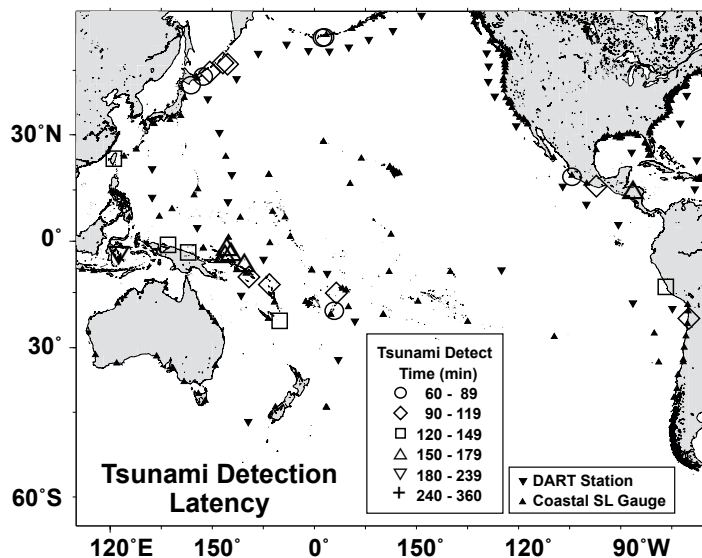 30°N
0°
30°
60°S
Tsunami Detection
Latency
Tsunami Detect
Time (min)
60 - 89
90 - 119
120 - 149
150 - 179
180 - 239
240 - 360
DART Station
Coastal SL Gauge
120°E 150° 0° 150° 120° 90°W